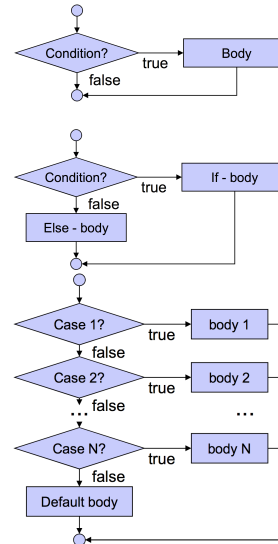 Condition?
Body
true
false
Condition?
If - body
true
false
Else - body
Case 1?
body 1
true
false
Case 2?
body 2
true
false
...
...
Case N?
body N
true
false
Default body